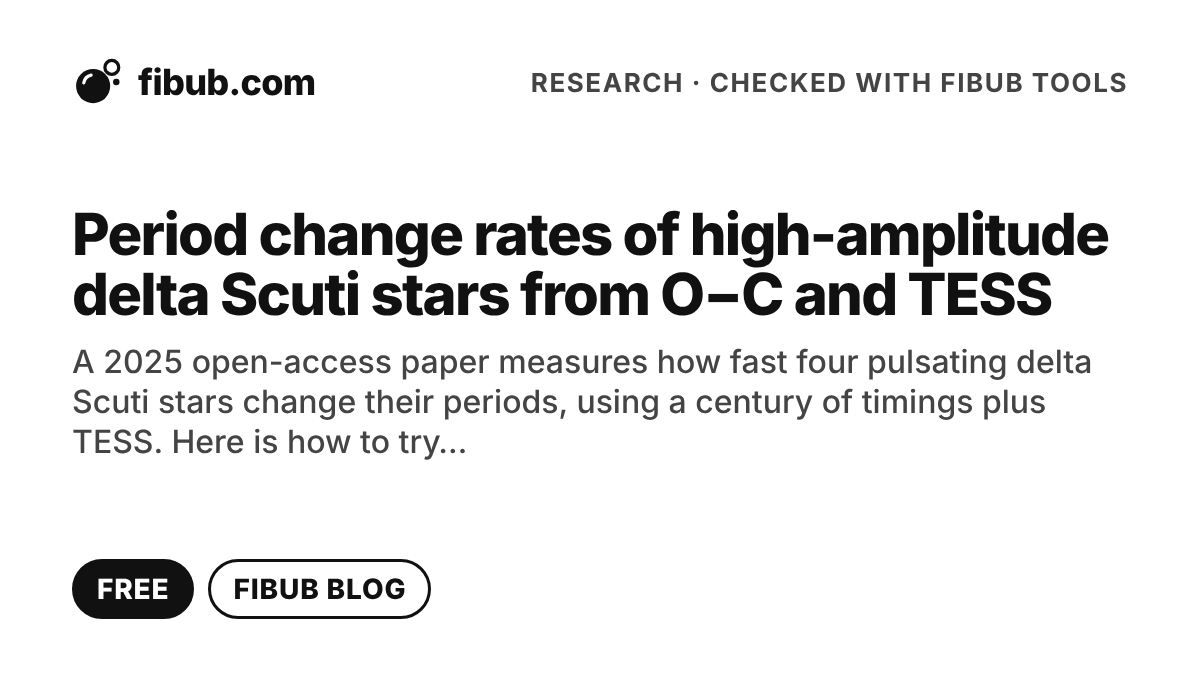 fibub.com
RESEARCH · CHECKED WITH FIBUB TOOLS
Period change rates of high-amplitude
delta Scuti stars from O−C and TESS
A 2025 open-access paper measures how fast four pulsating delta
Scuti stars change their periods, using a century of timings plus
TESS. Here is how to try…
FREE
FIBUB BLOG